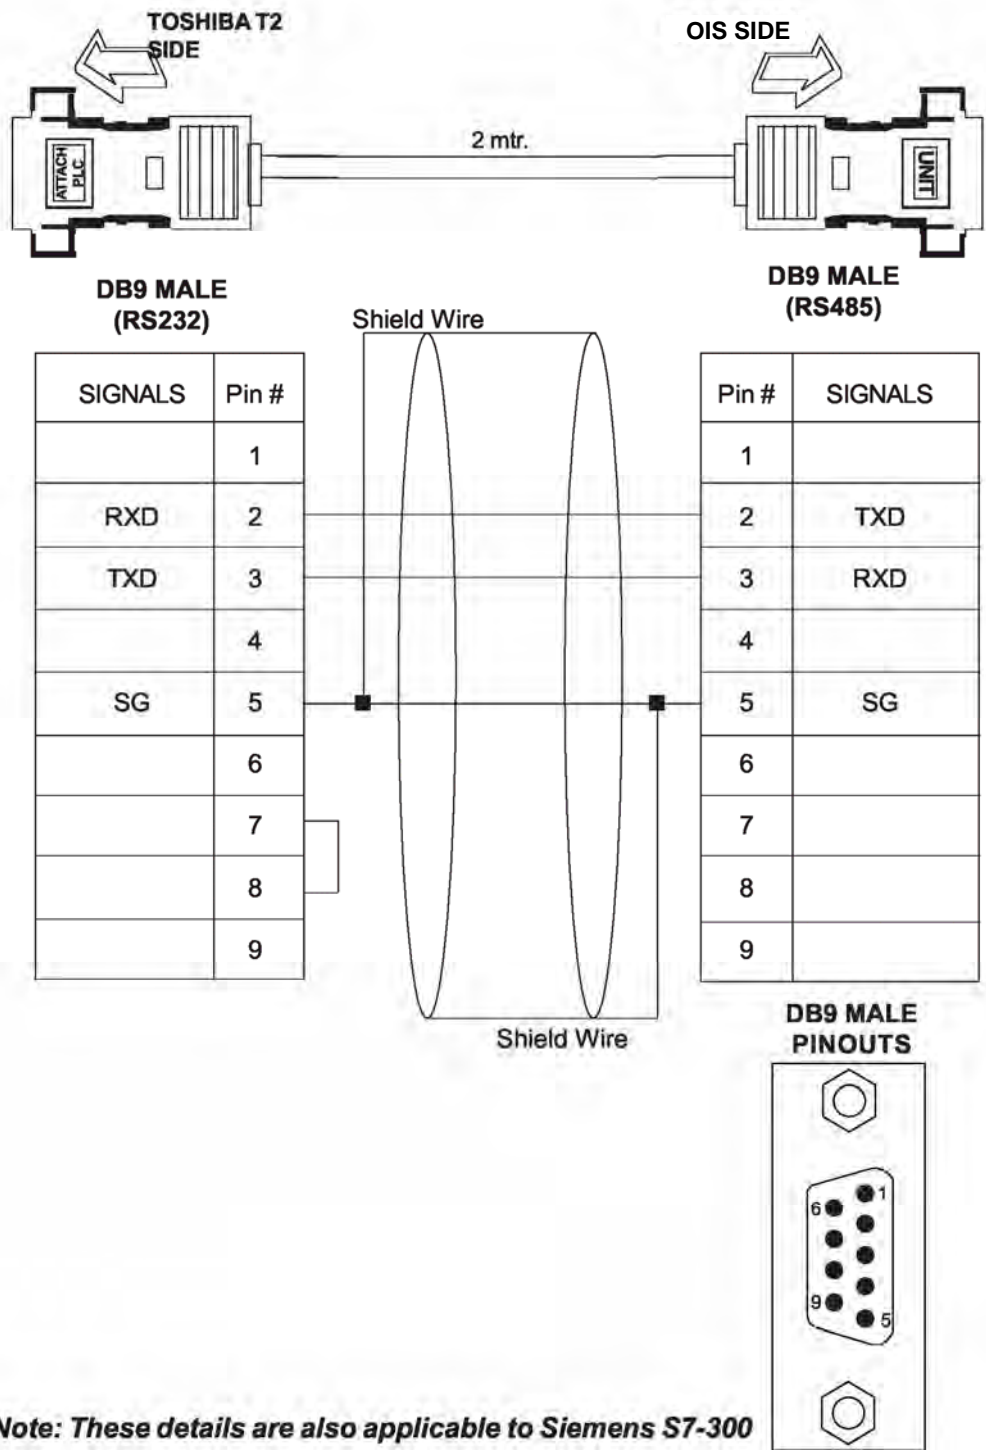 TOSHIBA T2
SIDE
OIS SIDE
2 mtr.
ATTACH
PLC
UNIT
DB9 MALE
(RS232)
DB9 MALE
(RS485)
Shield Wire
SIGNALS Pin #
1
RXD 2
TXD 3
4
SG 5
6
7
8
9
Pin # SIGNALS
1
2 TXD
3 RXD
4
5 SG
6
7
8
9
Shield Wire
DB9 MALE
PINOUTS
1
6
9
5
Note: These details are also applicable to Siemens S7-300